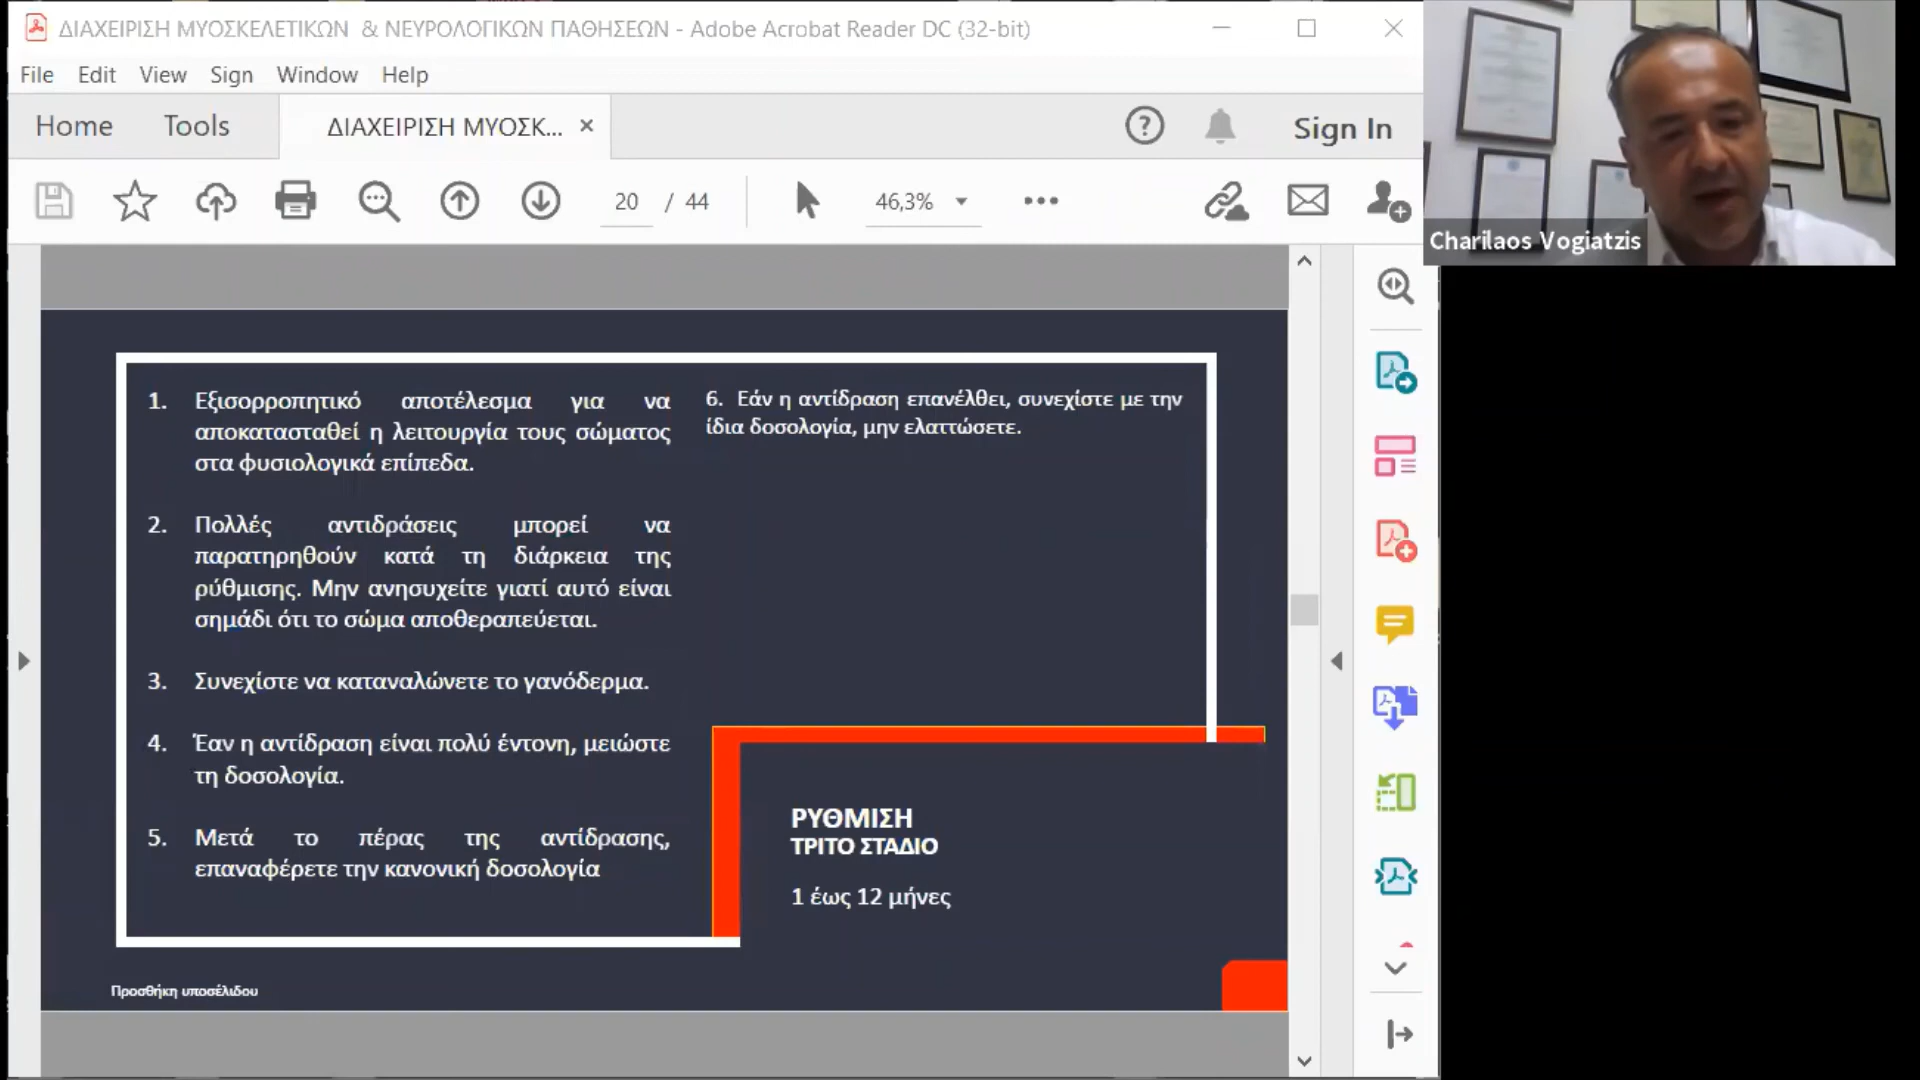 ΔΙΑΧΕΙΡΙΣΗ ΜΥΟΣΚΕΛΕΤΙΚΩΝ & ΝΕΥΡΟΛΟΓΙΚΩΝ ΠΑΘΗΣΕΩΝ - Adobe Acrobat Reader DC (32-bit)
File Edit View Sign Window Help
Home Tools ΔΙΑΧΕΙΡΙΣΗ ΜΥΟΣΚ... Sign In
20 / 44 46,3%
Charilaos Vogiatzis
1. Εξισορροπητικό αποτέλεσμα για να
αποκατασταθεί η λειτουργία τους σώματος
στα φυσιολογικά επίπεδα.
2. Πολλές αντιδράσεις μπορεί να
παρατηρηθούν κατά τη διάρκεια της
ρύθμισης. Μην ανησυχείτε γιατί αυτό είναι
σημάδι ότι το σώμα αποθεραπεύεται.
3. Συνεχίστε να καταναλώνετε το γανόδερμα.
4. Έαν η αντίδραση είναι πολύ έντονη, μειώστε
τη δοσολογία.
5. Μετά το πέρας της αντίδρασης,
επαναφέρετε την κανονική δοσολογία
6. Εάν η αντίδραση επανέλθει, συνεχίστε με την
ίδια δοσολογία, μην ελαττώσετε.
ΡΥΘΜΙΣΗ
ΤΡΙΤΟ ΣΤΑΔΙΟ
1 έως 12 μήνες
Προσθήκη υποσέλιδου